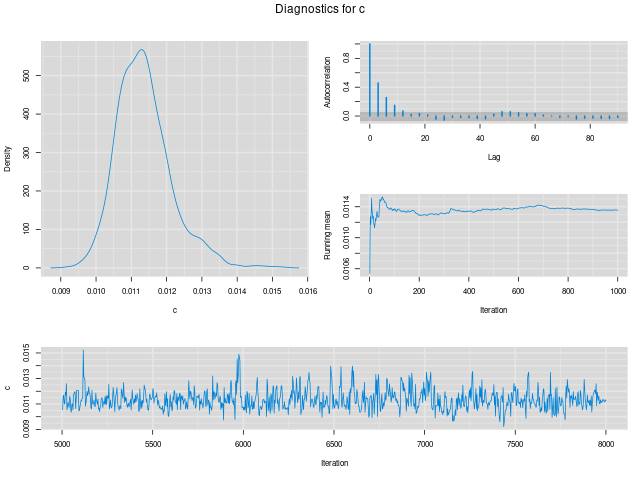 Diagnostics for c
Density
0 100 200 300 400 500
0.009 0.010 0.011 0.012 0.013 0.014 0.015 0.016
c
Autocorrelation
0.0 0.4 0.8
0 20 40 60 80
Lag
Running mean
0.0106 0.0110 0.0114
0 200 400 600 800 1000
Iteration
c
0.009 0.011 0.013 0.015
5000 5500 6000 6500 7000 7500 8000
Iteration